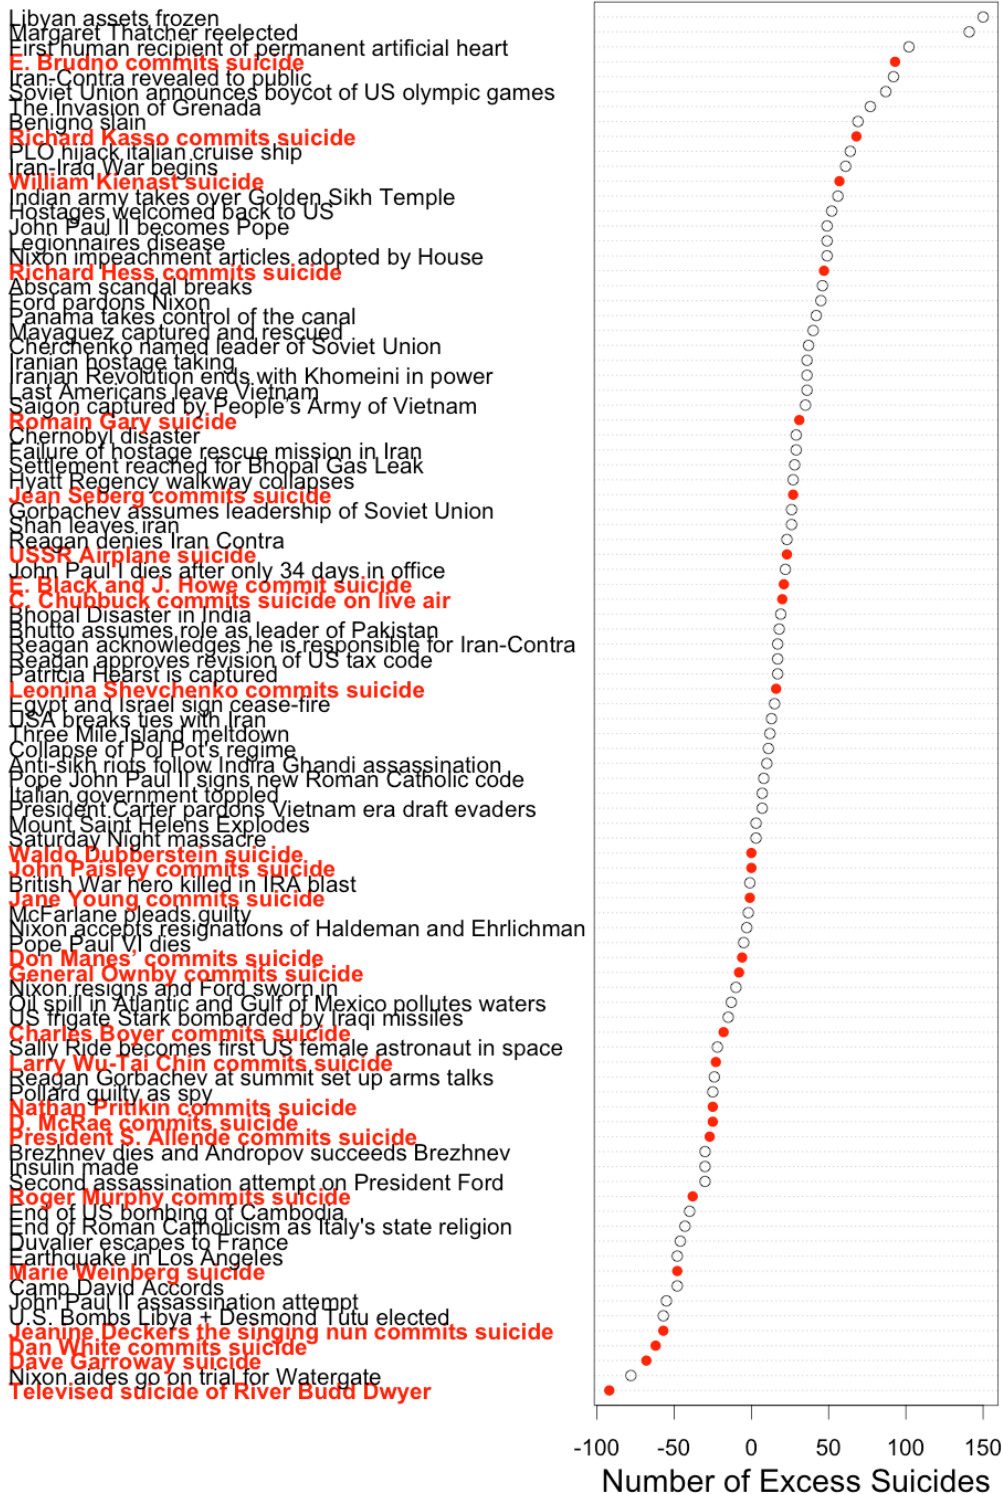 Libyan assets frozen
Margaret Thatcher reelected
First human recipient of permanent artificial heart
E. Brudno commits suicide
Iran-Contra revealed to public
Soviet Union announces boycot of US olympic games
The Invasion of Grenada
Benigno slain
Richard Kasso commits suicide
PLO hijack italian cruise ship
Iran-Iraq War begins
William Kienast suicide
Indian army takes over Golden Sikh Temple
Hostages welcomed back to US
John Paul II becomes Pope
Legionnaires disease
Nixon impeachment articles adopted by House
Richard Hess commits suicide
Abscam scandal breaks
Ford pardons Nixon
Panama takes control of the canal
Mayaguez captured and rescued
Cherchenko named leader of Soviet Union
Iranian hostage taking
Iranian Revolution ends with Khomeini in power
Last Americans leave Vietnam
Saigon captured by People's Army of Vietnam
Romain Gary suicide
Chernobyl disaster
Failure of hostage rescue mission in Iran
Settlement reached for Bhopal Gas Leak
Hyatt Regency walkway collapses
Jean Seberg commits suicide
Gorbachev assumes leadership of Soviet Union
Shah leaves iran
Reagan denies Iran Contra
USSR Airplane suicide
John Paul I dies after only 34 days in office
E. Black and J. Howe commit suicide
C. Chubbuck commits suicide on live air
Bhopal Disaster in India
Bhutto assumes role as leader of Pakistan
Reagan acknowledges he is responsible for Iran-Contra
Reagan approves revision of US tax code
Patricia Hearst is captured
Leonina Shevchenko commits suicide
Egypt and Israel sign cease-fire
USA breaks ties with Iran
Three Mile Island meltdown
Collapse of Pol Pot's regime
Anti-sikh riots follow Indira Ghandi assassination
Pope John Paul II signs new Roman Catholic code
Italian government toppled
President Carter pardons Vietnam era draft evaders
Mount Saint Helens Explodes
Saturday Night massacre
Waldo Dubberstein suicide
John Paisley commits suicide
British War hero killed in IRA blast
Jane Young commits suicide
McFarlane pleads guilty
Nixon accepts resignations of Haldeman and Ehrlichman
Pope Paul VI dies
Don Manes' commits suicide
General Ownby commits suicide
Nixon resigns and Ford sworn in
Oil spill in Atlantic and Gulf of Mexico pollutes waters
US frigate Stark bombarded by Iraqi missiles
Charles Boyer commits suicide
Sally Ride becomes first US female astronaut in space
Larry Wu-Tai Chin commits suicide
Reagan Gorbachev at summit set up arms talks
Pollard guilty as spy
Nathan Pritikin commits suicide
D. McRae commits suicide
President S. Allende commits suicide
Brezhnev dies and Andropov succeeds Brezhnev
Insulin made
Second assassination attempt on President Ford
Roger Murphy commits suicide
End of US bombing of Cambodia
End of Roman Catholicism as Italy's state religion
Duvalier escapes to France
Earthquake in Los Angeles
Marie Weinberg suicide
Camp David Accords
John Paul II assassination attempt
U.S. Bombs Libya + Desmond Tutu elected
Jeanine Deckers the singing nun commits suicide
Dan White commits suicide
Dave Garroway suicide
Nixon aides go on trial for Watergate
Televised suicide of River Budd Dwyer
-100 -50 0 50 100 150
Number of Excess Suicides